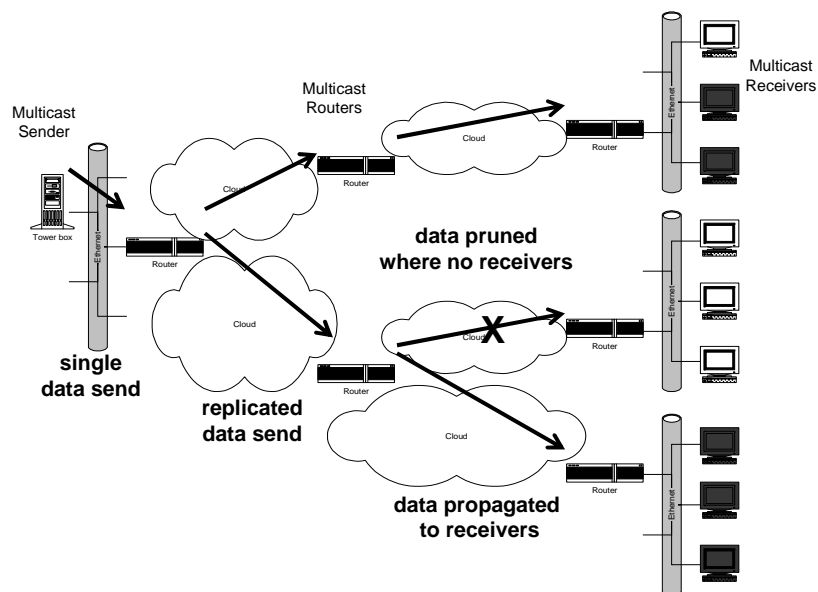 Multicast
Sender
Tower box
Ethernet
Router
single
data send
Cloud
Cloud
replicated
data send
Multicast
Routers
Router
Router
Cloud
Router
data pruned
where no receivers
Cloud
X
Router
Cloud
Router
data propagated
to receivers
Ethernet
Ethernet
Ethernet
Multicast
Receivers